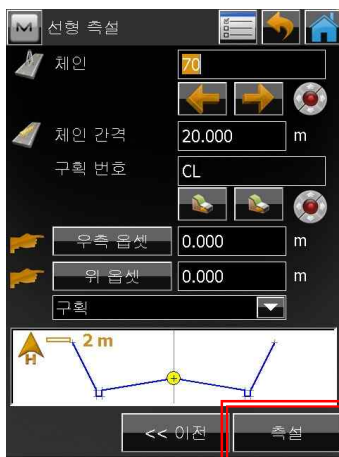 M 선형 측설
체인 70
체인 간격 20.000 m
구획 번호 CL
우측 옵셋 0.000 m
위 옵셋 0.000 m
구획
N 2 m
<< 이전 측설